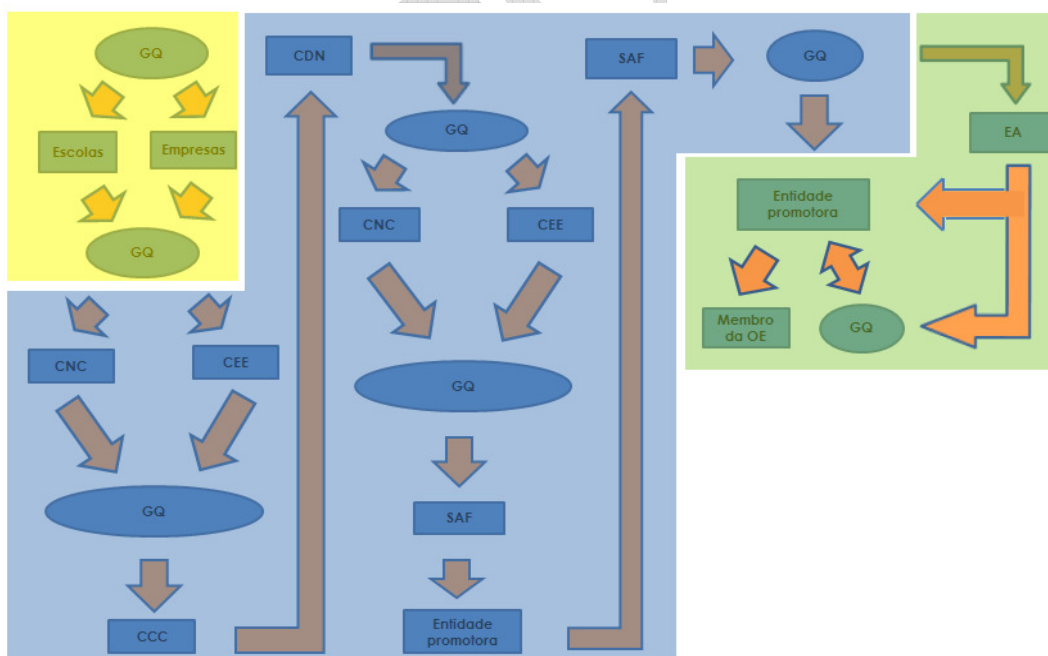 GQ
Escolas
Empresas
GQ
CNC
CEE
GQ
CCC
CDN
GQ
CNC
CEE
GQ
SAF
Entidade
promotora
SAF
GQ
EA
Entidade
promotora
Membro
da OE
GQ